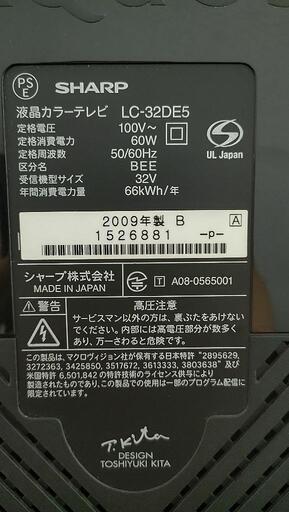 PS
E
SHARP
液晶カラーテレビ LC-32DE5
定格電圧 100V~
定格消費電力 60W
定格周波数 50/60Hz
区分名 BEE
受信機型サイズ 32V
年間消費電力量 66kWh/年
UL Japan
2009年製 B A
1526881 -p-
シャープ株式会社
MADE IN JAPAN
T A08-0565001
警告 高圧注意
サービスマン以外の方は、裏ぶたをあけないでください。内部には高電圧部分が数多くあり、万一さわると危険です。
この製品は、マクロヴィジョン社が保有する日本特許 "2895629,
3272363, 3425850, 3517672, 3613333, 3803638" 及び
米国特許 6,501,842 の特許技術のライセンス供与により
製造されたものであり、この製品で使用は一部のプログラム配信に
限定されています。
T. Kita
DESIGN
TOSHIYUKI KITA